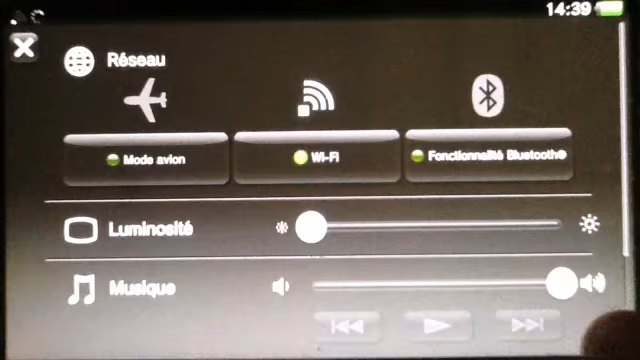 14:39
Réseau
Mode avion
Wi-Fi
Fonctionnalité Bluetooth®
Luminosité
Musique